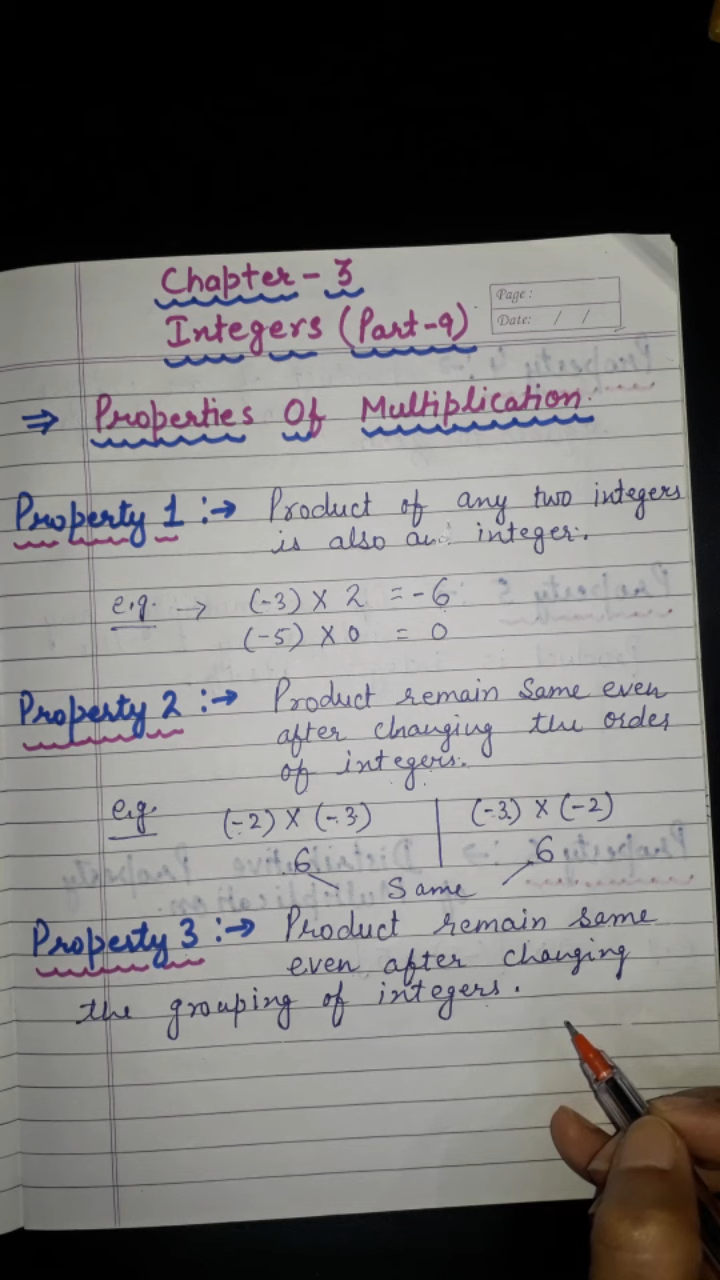 Chapter - 3
Integers (Part-9)
Page :
Date: / /
⇒ Properties Of Multiplication.
Property 1 :→ Product of any two integers
is also an integer.
e.g. → (-3) X 2 = -6
(-5) X 0 = 0
Property 2 :→ Product remain Same even
after changing the order
of integers.
e.g. (-2) X (-3) | (-3) X (-2)
6 6
Same
Property 3 :→ Product remain same
even after changing
the grouping of integers.